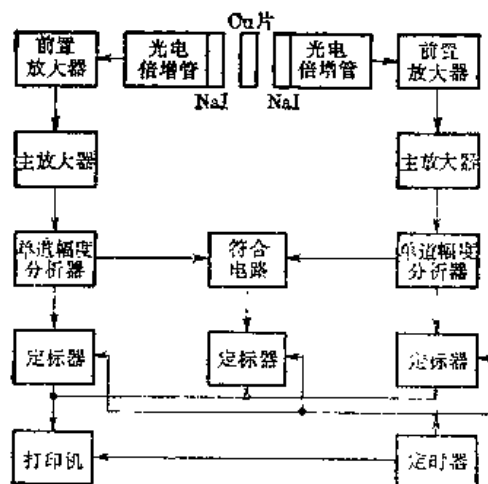 Cu片
前置
放大器
光电
倍增管
光电
倍增管
前置
放大器
NaI
NaI
主放大器
主放大器
单道幅度
分析器
符合
电路
单道幅度
分析器
定标器
定标器
定标器
打印机
定时器